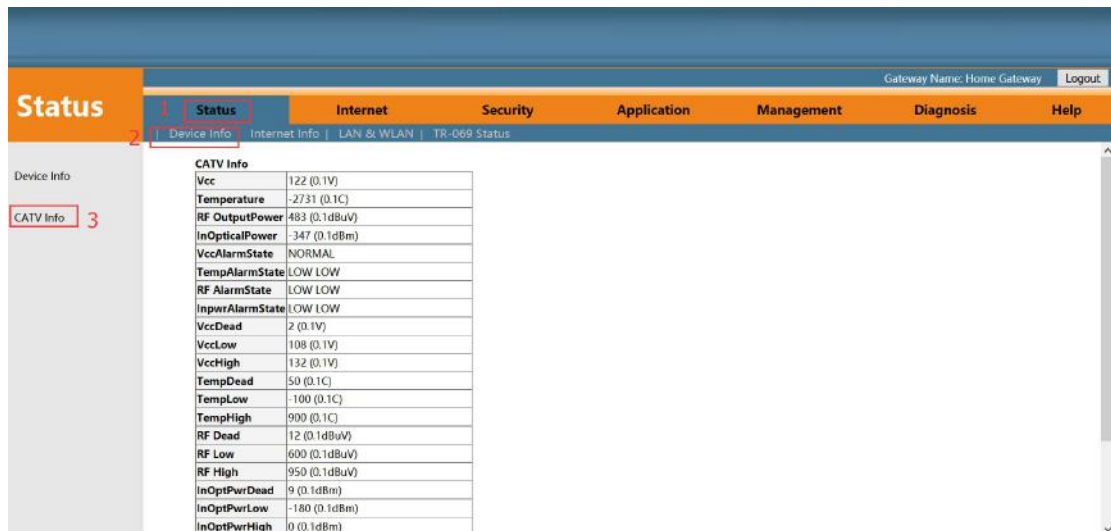 Gateway Name: Home Gateway Logout
Status
1 Status Internet Security Application Management Diagnosis Help
2 | Device Info | Internet Info | LAN & WLAN | TR-069 Status
Device Info
CATV Info 3
CATV Info
Vcc 122 (0.1V)
Temperature -2731 (0.1C)
RF OutputPower 483 (0.1dBuV)
InOpticalPower -347 (0.1dBm)
VccAlarmState NORMAL
TempAlarmState LOW LOW
RF AlarmState LOW LOW
InpwrAlarmState LOW LOW
VccDead 2 (0.1V)
VccLow 108 (0.1V)
VccHigh 132 (0.1V)
TempDead 50 (0.1C)
TempLow -100 (0.1C)
TempHigh 900 (0.1C)
RF Dead 12 (0.1dBuV)
RF Low 600 (0.1dBuV)
RF High 950 (0.1dBuV)
InOptPwrDead 9 (0.1dBm)
InOptPwrLow -180 (0.1dBm)
InOptPwrHigh 0 (0.1dBm)